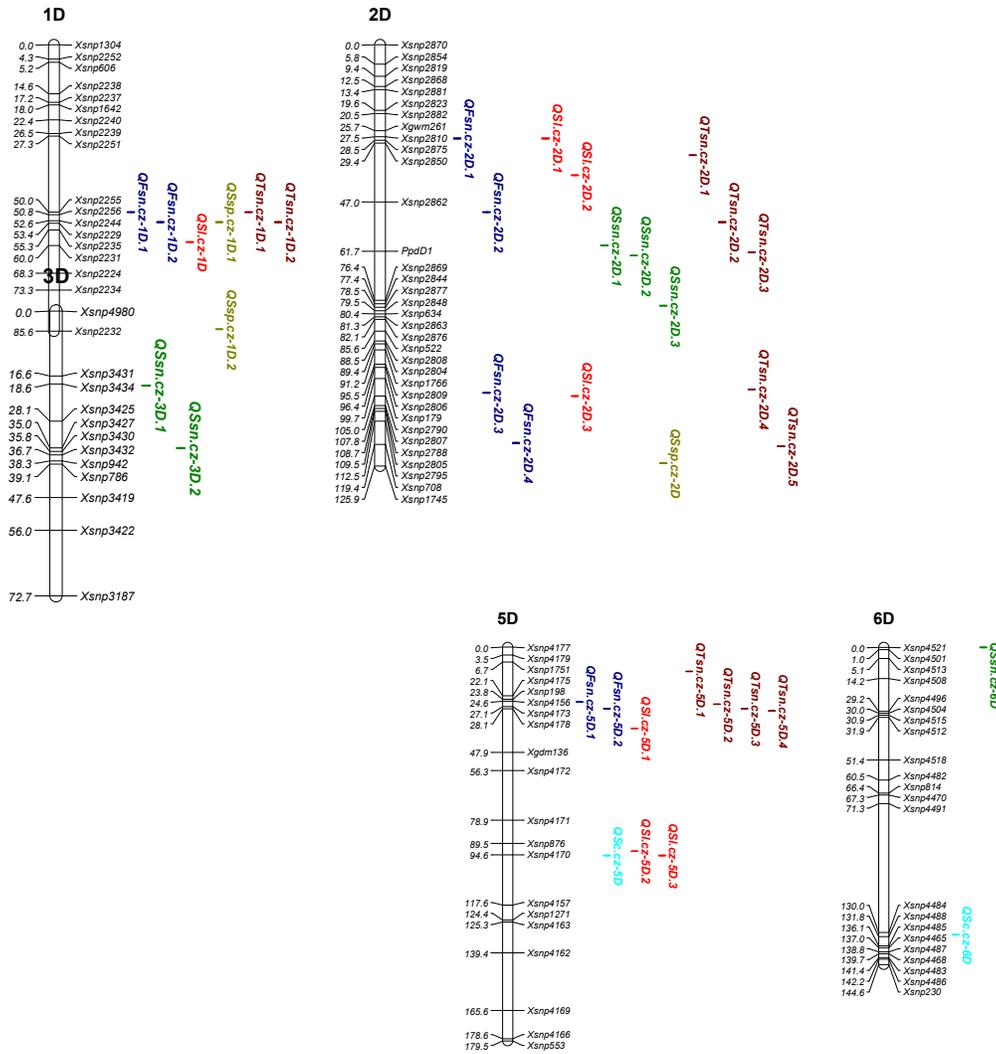 1D
0.0 Xsnp1304
4.3 Xsnp2252
5.2 Xsnp606
14.6 Xsnp2238
17.2 Xsnp2237
18.0 Xsnp1642
22.4 Xsnp2240
26.5 Xsnp2239
27.3 Xsnp2251
50.0 Xsnp2255
50.8 Xsnp2256
52.6 Xsnp2244
53.4 Xsnp2229
55.3 Xsnp2235
60.0 Xsnp2231
68.3 Xsnp2224
73.3 Xsnp2234
85.6 Xsnp2232
QFsn.cz-1D.1
QFsn.cz-1D.2
QSl.cz-1D
QSsp.cz-1D.1
QTsn.cz-1D.1
QTsn.cz-1D.2
QSsp.cz-1D.2
3D
0.0 Xsnp4980
16.6 Xsnp3431
18.6 Xsnp3434
28.1 Xsnp3425
35.0 Xsnp3427
35.8 Xsnp3430
36.7 Xsnp3432
38.3 Xsnp942
39.1 Xsnp786
47.6 Xsnp3419
56.0 Xsnp3422
72.7 Xsnp3187
QSsn.cz-3D.1
QSsn.cz-3D.2
2D
0.0 Xsnp2870
5.8 Xsnp2854
9.4 Xsnp2819
12.5 Xsnp2868
13.4 Xsnp2881
19.6 Xsnp2823
20.5 Xsnp2882
25.7 Xgwm261
27.5 Xsnp2810
28.5 Xsnp2875
29.4 Xsnp2850
47.0 Xsnp2862
61.7 PpdD1
76.4 Xsnp2869
77.4 Xsnp2844
78.5 Xsnp2877
79.5 Xsnp2848
80.4 Xsnp634
81.3 Xsnp2863
82.1 Xsnp2876
85.6 Xsnp522
88.5 Xsnp2808
89.4 Xsnp2804
91.2 Xsnp1766
95.5 Xsnp2809
96.4 Xsnp2806
99.7 Xsnp179
105.0 Xsnp2790
107.8 Xsnp2807
108.7 Xsnp2788
109.5 Xsnp2805
112.5 Xsnp2795
119.4 Xsnp708
125.9 Xsnp1745
QFsn.cz-2D.1
QFsn.cz-2D.2
QFsn.cz-2D.3
QFsn.cz-2D.4
QSl.cz-2D.1
QSl.cz-2D.2
QSl.cz-2D.3
QSsn.cz-2D.1
QSsn.cz-2D.2
QSsn.cz-2D.3
QSsp.cz-2D
QTsn.cz-2D.1
QTsn.cz-2D.2
QTsn.cz-2D.3
QTsn.cz-2D.4
QTsn.cz-2D.5
5D
0.0 Xsnp4177
3.5 Xsnp4179
6.7 Xsnp1751
22.1 Xsnp4175
23.8 Xsnp198
24.6 Xsnp4156
27.1 Xsnp4173
28.1 Xsnp4178
47.9 Xgdm136
56.3 Xsnp4172
78.9 Xsnp4171
89.5 Xsnp876
94.6 Xsnp4170
117.6 Xsnp4157
124.4 Xsnp1271
125.3 Xsnp4163
139.4 Xsnp4162
165.6 Xsnp4169
178.6 Xsnp4166
179.5 Xsnp553
QFsn.cz-5D.1
QFsn.cz-5D.2
QSl.cz-5D.1
QTsn.cz-5D.1
QTsn.cz-5D.2
QTsn.cz-5D.3
QTsn.cz-5D.4
QSc.cz-5D
QSl.cz-5D.2
QSl.cz-5D.3
6D
0.0 Xsnp4521
1.0 Xsnp4501
5.1 Xsnp4513
14.2 Xsnp4508
29.2 Xsnp4496
30.0 Xsnp4504
30.9 Xsnp4515
31.9 Xsnp4512
51.4 Xsnp4518
60.5 Xsnp4482
66.4 Xsnp814
67.3 Xsnp4470
71.3 Xsnp4491
130.0 Xsnp4484
131.8 Xsnp4488
136.1 Xsnp4485
137.0 Xsnp4465
138.8 Xsnp4487
139.7 Xsnp4468
141.4 Xsnp4483
142.2 Xsnp4486
144.6 Xsnp230
QSsn.cz-6D
QSc.cz-6D